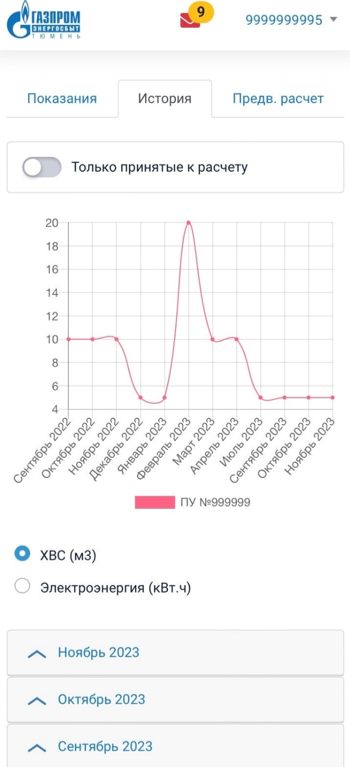 ГАЗПРОМ
ЭНЕРГОСБЫТ
ТЮМЕНЬ
9
9999999995
Показания
История
Предв. расчет
Только принятые к расчету
20
18
16
14
12
10
8
6
4
Сентябрь 2022
Октябрь 2022
Ноябрь 2022
Декабрь 2022
Январь 2023
Февраль 2023
Март 2023
Апрель 2023
Июль 2023
Сентябрь 2023
Октябрь 2023
Ноябрь 2023
ПУ №999999
ХВС (м3)
Электроэнергия (кВт.ч)
Ноябрь 2023
Октябрь 2023
Сентябрь 2023